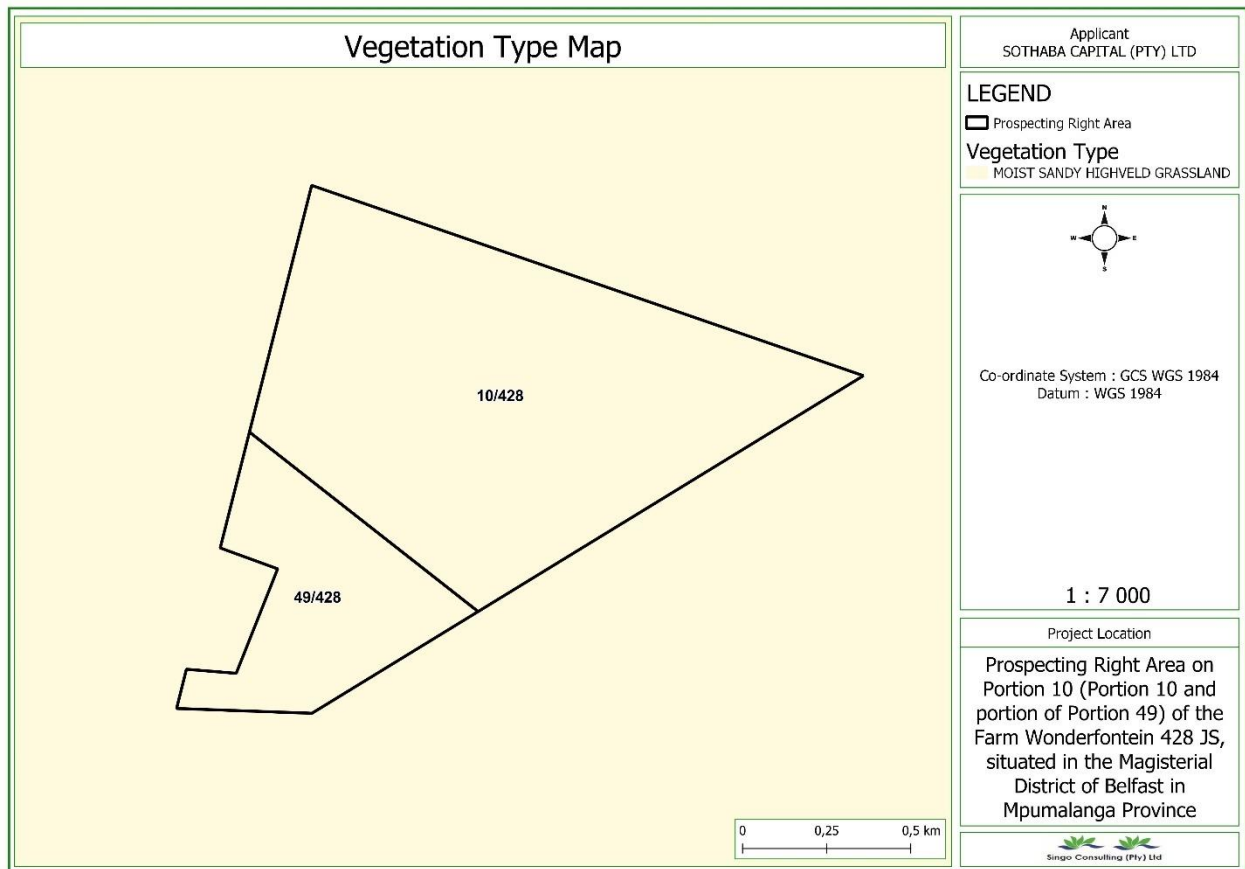 Vegetation Type Map
10/428
49/428
0 0,25 0,5 km
Applicant
SOTHABA CAPITAL (PTY) LTD
LEGEND
Prospecting Right Area
Vegetation Type
MOIST SANDY HIGHVELD GRASSLAND
N
W E
S
Co-ordinate System : GCS WGS 1984
Datum : WGS 1984
1 : 7 000
Project Location
Prospecting Right Area on
Portion 10 (Portion 10 and
portion of Portion 49) of the
Farm Wonderfontein 428 JS,
situated in the Magisterial
District of Belfast in
Mpumalanga Province
Singo Consulting (Pty) Ltd